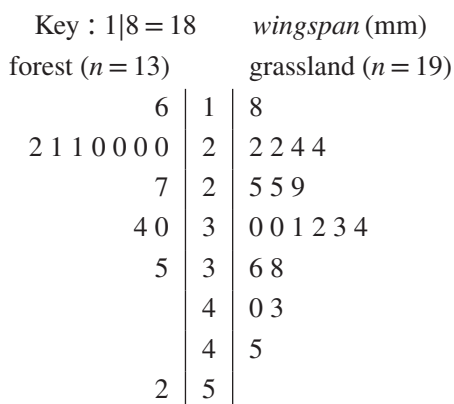 Key : 1|8 = 18 wingspan (mm)
forest (n = 13) grassland (n = 19)
6 | 1 | 8
2 1 1 0 0 0 0 | 2 | 2 2 4 4
7 | 2 | 5 5 9
4 0 | 3 | 0 0 1 2 3 4
5 | 3 | 6 8
| 4 | 0 3
| 4 | 5
2 | 5 |